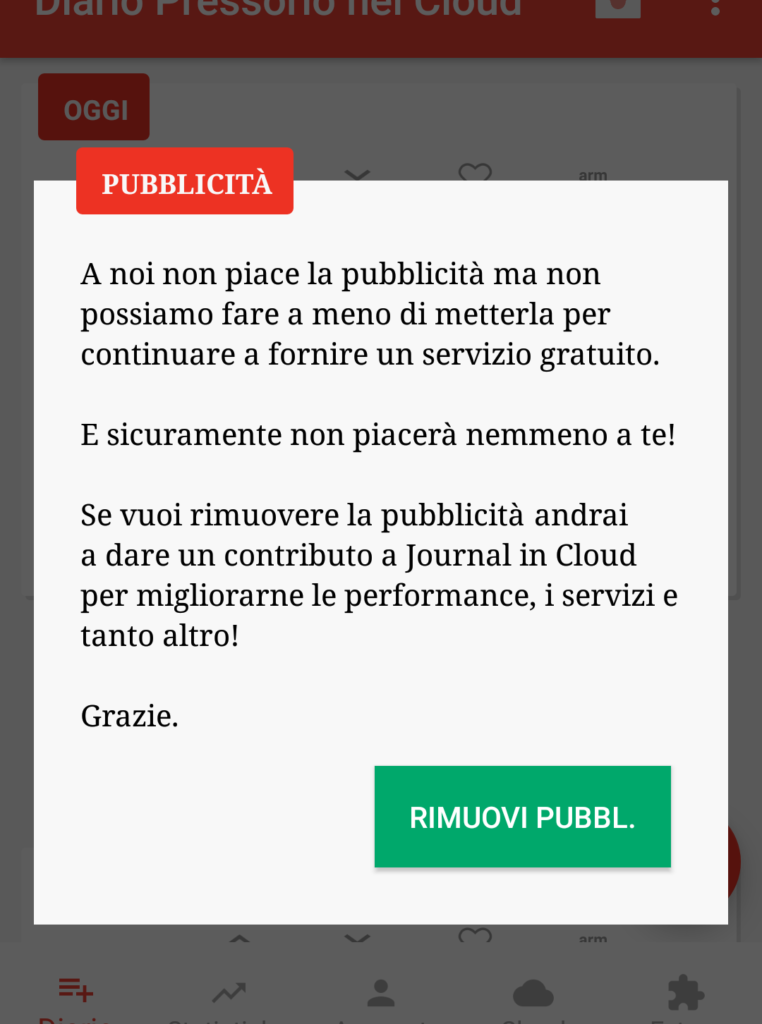 Diario Pressorio nel Cloud
OGGI
arm
PUBBLICITÀ
A noi non piace la pubblicità ma non
possiamo fare a meno di metterla per
continuare a fornire un servizio gratuito.
E sicuramente non piacerà nemmeno a te!
Se vuoi rimuovere la pubblicità andrai
a dare un contributo a Journal in Cloud
per migliorarne le performance, i servizi e
tanto altro!
Grazie.
RIMUOVI PUBBL.
arm
Diario